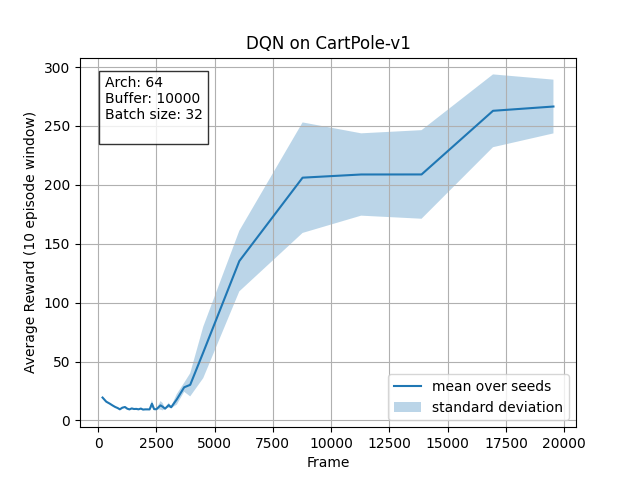 DQN on CartPole-v1
300
250
200
150
100
50
0
Average Reward (10 episode window)
Arch: 64
Buffer: 10000
Batch size: 32
mean over seeds
standard deviation
0 2500 5000 7500 10000 12500 15000 17500 20000
Frame